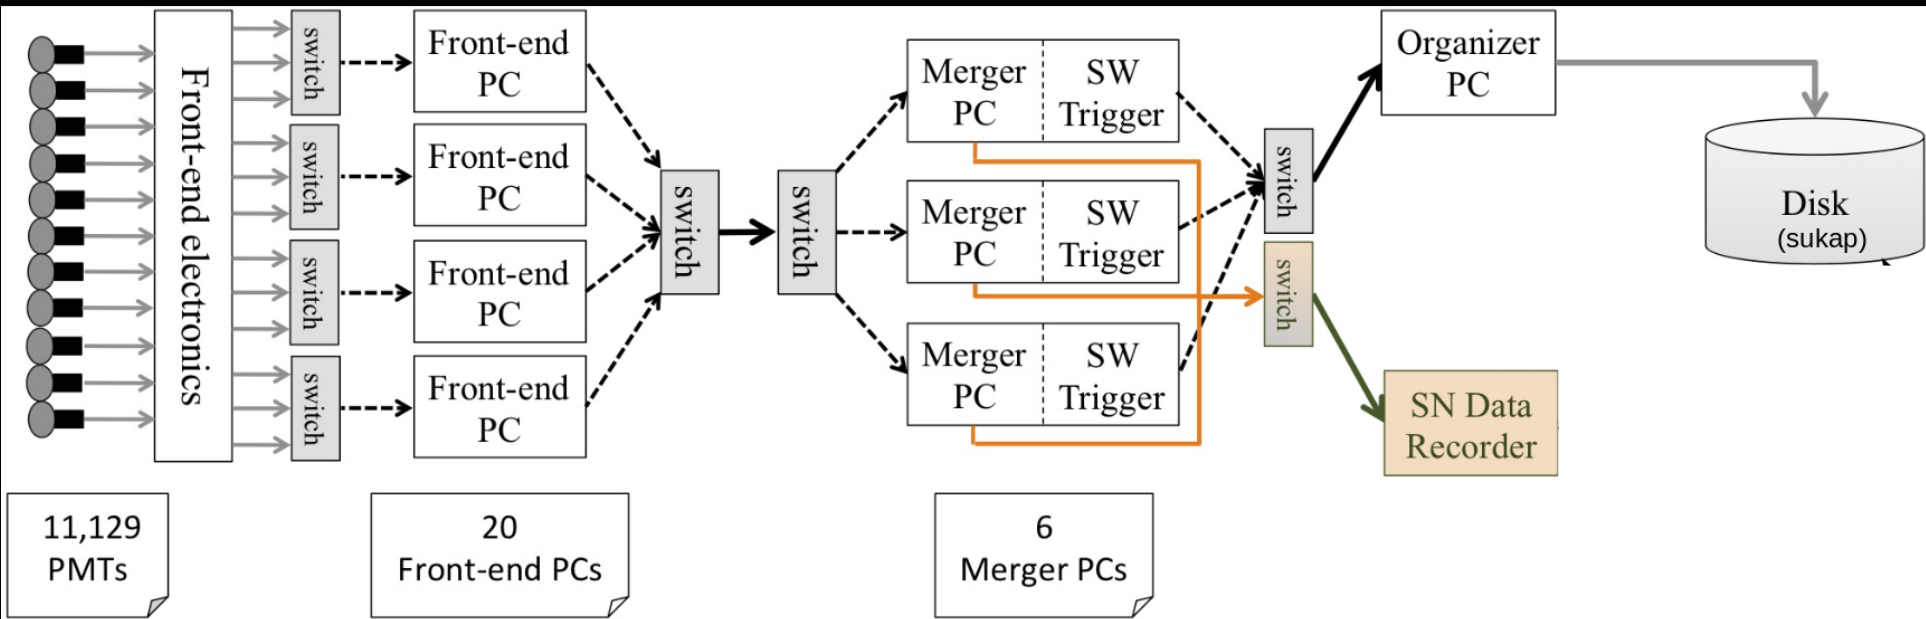 Front-end electronics
switch
switch
switch
switch
Front-end
PC
Front-end
PC
Front-end
PC
Front-end
PC
switch
switch
Merger
PC
SW
Trigger
Merger
PC
SW
Trigger
Merger
PC
SW
Trigger
switch
switch
Organizer
PC
SN Data
Recorder
Disk
(sukap)
11,129
PMTs
20
Front-end PCs
6
Merger PCs